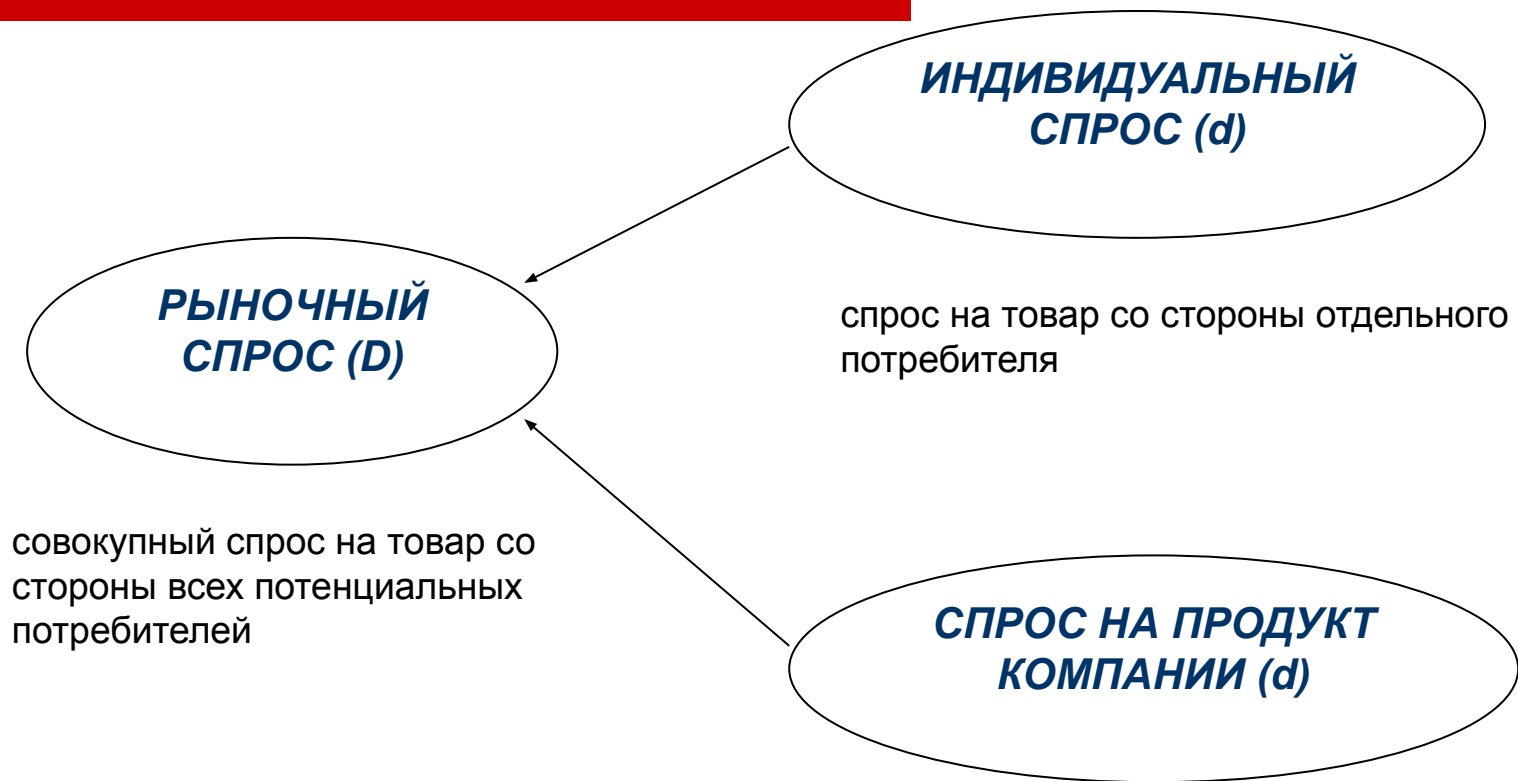 ИНДИВИДУАЛЬНЫЙ
СПРОС (d)
РЫНОЧНЫЙ
СПРОС (D)
спрос на товар со стороны отдельного
потребителя
совокупный спрос на товар со
стороны всех потенциальных
потребителей
СПРОС НА ПРОДУКТ
КОМПАНИИ (d)